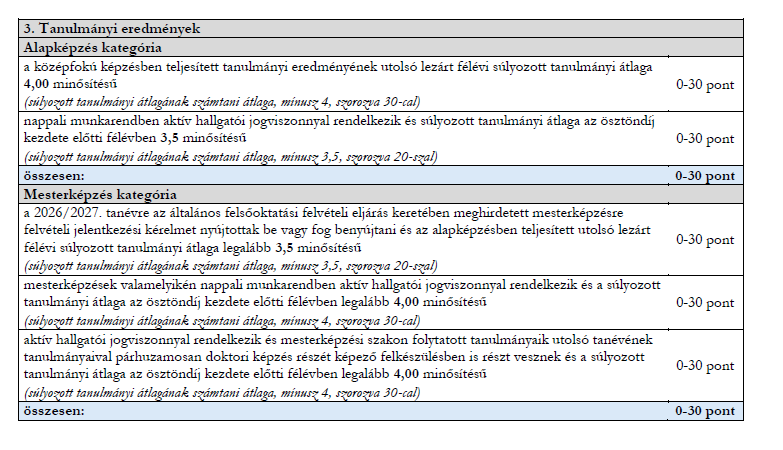 3. Tanulmányi eredmények
Alapképzés kategória
a középfokú képzésben teljesített tanulmányi eredményének utolsó lezárt félévi súlyozott tanulmányi átlaga
4,00 minősítésű
(súlyozott tanulmányi átlagának számtani átlaga, mínusz 4, szorozva 30-cal)
0-30 pont
nappali munkarendben aktív hallgatói jogviszonnyal rendelkezik és súlyozott tanulmányi átlaga az ösztöndíj
kezdete előtti félévben 3,5 minősítésű
(súlyozott tanulmányi átlagának számtani átlaga, mínusz 3,5, szorozva 20-szal)
0-30 pont
összesen: 0-30 pont
Mesterképzés kategória
a 2026/2027. tanévre az általános felsőoktatási felvételi eljárás keretében meghirdetett mesterképzésre
felvételi jelentkezési kérelmet nyújtottak be vagy fog benyújtani és az alapképzésben teljesített utolsó lezárt
félévi súlyozott tanulmányi átlaga legalább 3,5 minősítésű
(súlyozott tanulmányi átlagának számtani átlaga, mínusz 3,5, szorozva 20-szal)
0-30 pont
mesterképzések valamelyikén nappali munkarendben aktív hallgatói jogviszonnyal rendelkezik és a súlyozott
tanulmányi átlaga az ösztöndíj kezdete előtti félévben legalább 4,00 minősítésű
(súlyozott tanulmányi átlagának számtani átlaga, mínusz 4, szorozva 30-cal)
0-30 pont
aktív hallgatói jogviszonnyal rendelkezik és mesterképzési szakon folytatott tanulmányaik utolsó tanévének
tanulmányaival párhuzamosan doktori képzés részét képező felkészülésben is részt vesznek és a súlyozott
tanulmányi átlaga az ösztöndíj kezdete előtti félévben legalább 4,00 minősítésű
(súlyozott tanulmányi átlagának számtani átlaga, mínusz 4, szorozva 30-cal)
0-30 pont
összesen: 0-30 pont